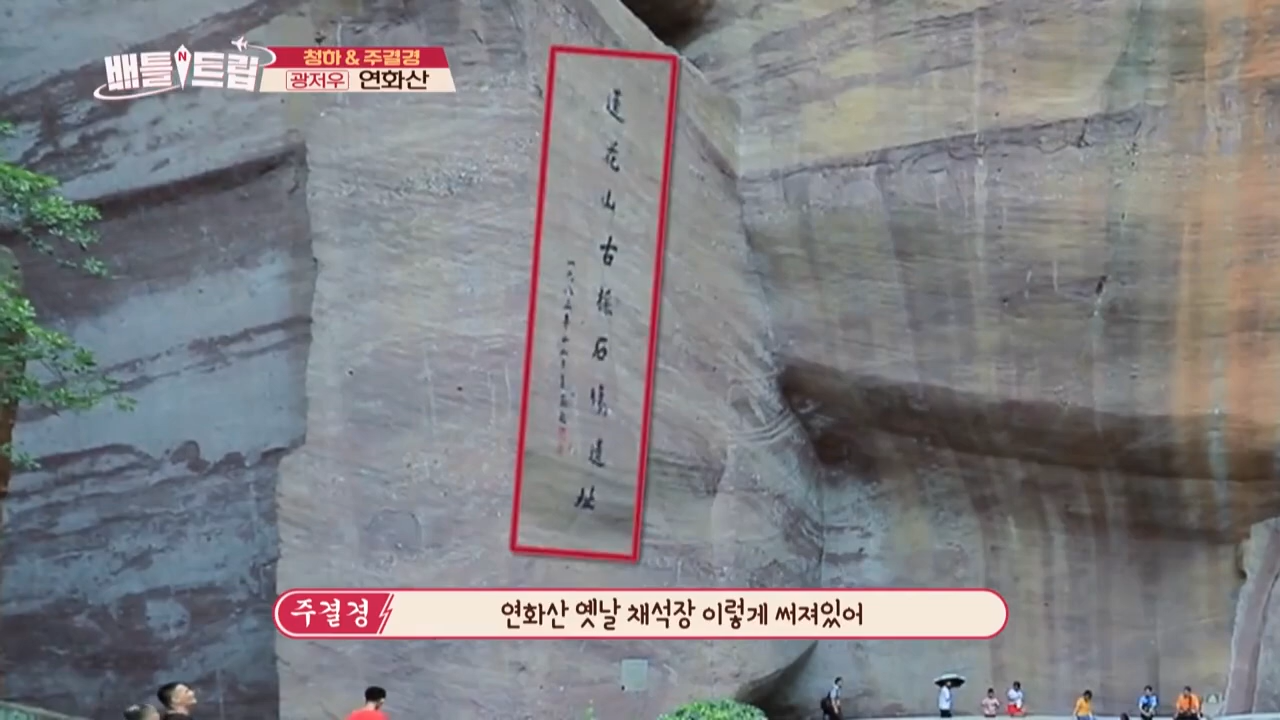 배틀트립
청하 & 주결경
광저우 연화산
蓮花山古採石場遺址
주결경
연화산 옛날 채석장 이렇게 써져있어